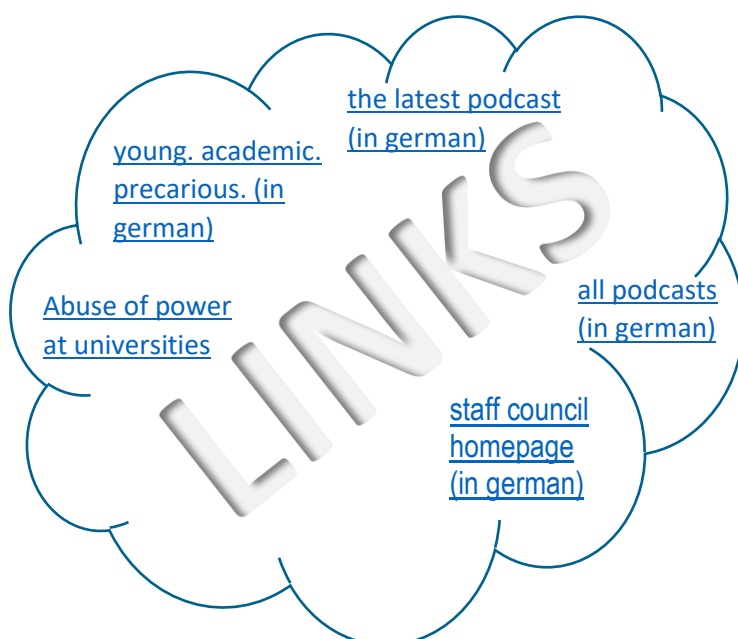 the latest podcast
(in german)
young. academic.
precarious. (in
german)
LINKS
Abuse of power
at universities
all podcasts
(in german)
staff council
homepage
(in german)